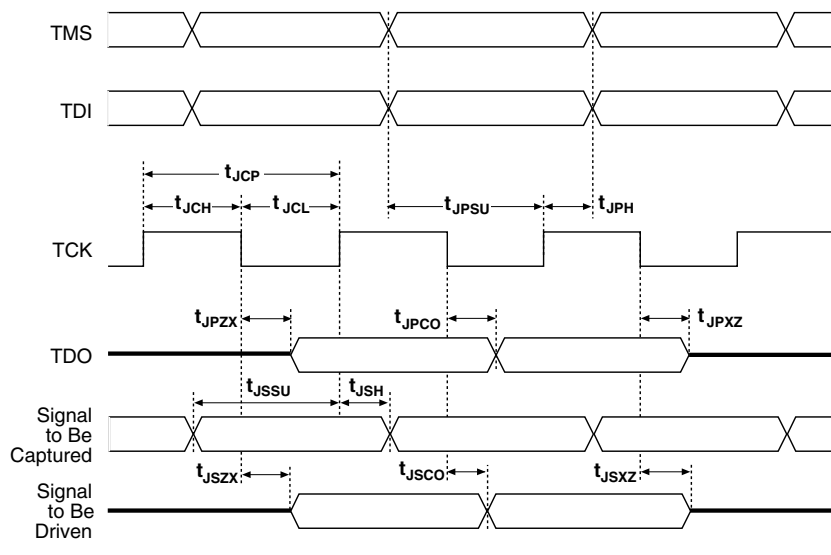 TMS
TDI
tJCP
tJCH
tJCL
tJPSU
tJPH
TCK
tJPZX
tJPCO
tJPXZ
TDO
tJSSU
tJSH
Signal
to Be
Captured
tJSZX
tJSCO
tJSXZ
Signal
to Be
Driven